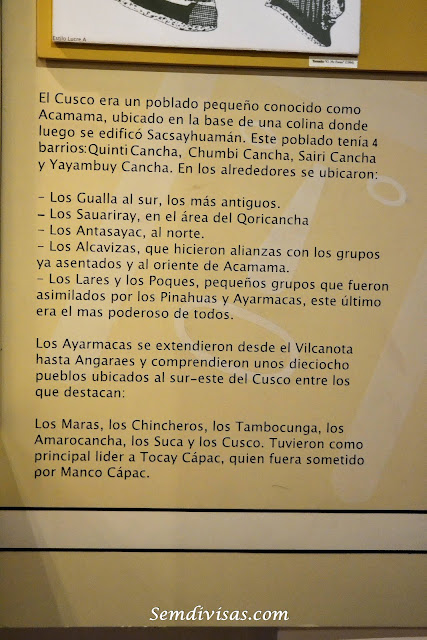 Estilo Lucre A
El Cusco era un poblado pequeño conocido como
Acamama, ubicado en la base de una colina donde
luego se edificó Sacsayhuamán. Este poblado tenía 4
barrios:Quinti Cancha, Chumbi Cancha, Sairi Cancha
y Yayambuy Cancha. En los alrededores se ubicaron:
- Los Gualla al sur, los más antiguos.
- Los Sauariray, en el área del Qoricancha
- Los Antasayac, al norte.
- Los Alcavizas, que hicieron alianzas con los grupos
ya asentados y al oriente de Acamama.
- Los Lares y los Poques, pequeños grupos que fueron
asimilados por los Pinahuas y Ayarmacas, este último
era el mas poderoso de todos.
Los Ayarmacas se extendieron desde el Vilcanota
hasta Angaraes y comprendieron unos dieciocho
pueblos ubicados al sur-este del Cusco entre los
que destacan:
Los Maras, los Chincheros, los Tambocunga, los
Amarocancha, los Suca y los Cusco. Tuvieron como
principal lider a Tocay Cápac, quien fuera sometido
por Manco Cápac.
Semdivisas.com